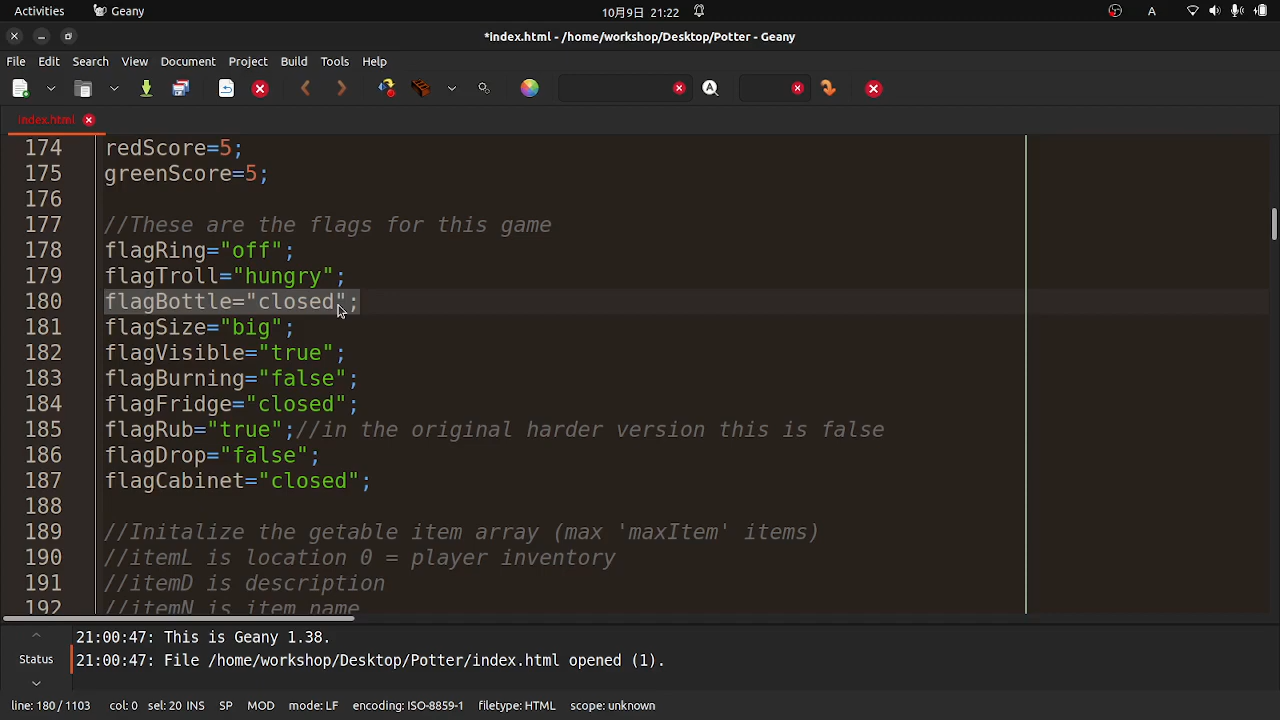 Activities Geany 10月9日 21:22 A
*index.html - /home/workshop/Desktop/Potter - Geany
File Edit Search View Document Project Build Tools Help
index.html
174 redScore=5;
175 greenScore=5;
176
177 //These are the flags for this game
178 flagRing="off";
179 flagTroll="hungry";
180 flagBottle="closed";
181 flagSize="big";
182 flagVisible="true";
183 flagBurning="false";
184 flagFridge="closed";
185 flagRub="true";//in the original harder version this is false
186 flagDrop="false";
187 flagCabinet="closed";
188
189 //Initalize the getable item array (max 'maxItem' items)
190 //itemL is location 0 = player inventory
191 //itemD is description
192 //itemN is item name
21:00:47: This is Geany 1.38.
Status 21:00:47: File /home/workshop/Desktop/Potter/index.html opened (1).
line: 180 / 1103 col: 0 sel: 20 INS SP MOD mode: LF encoding: ISO-8859-1 filetype: HTML scope: unknown